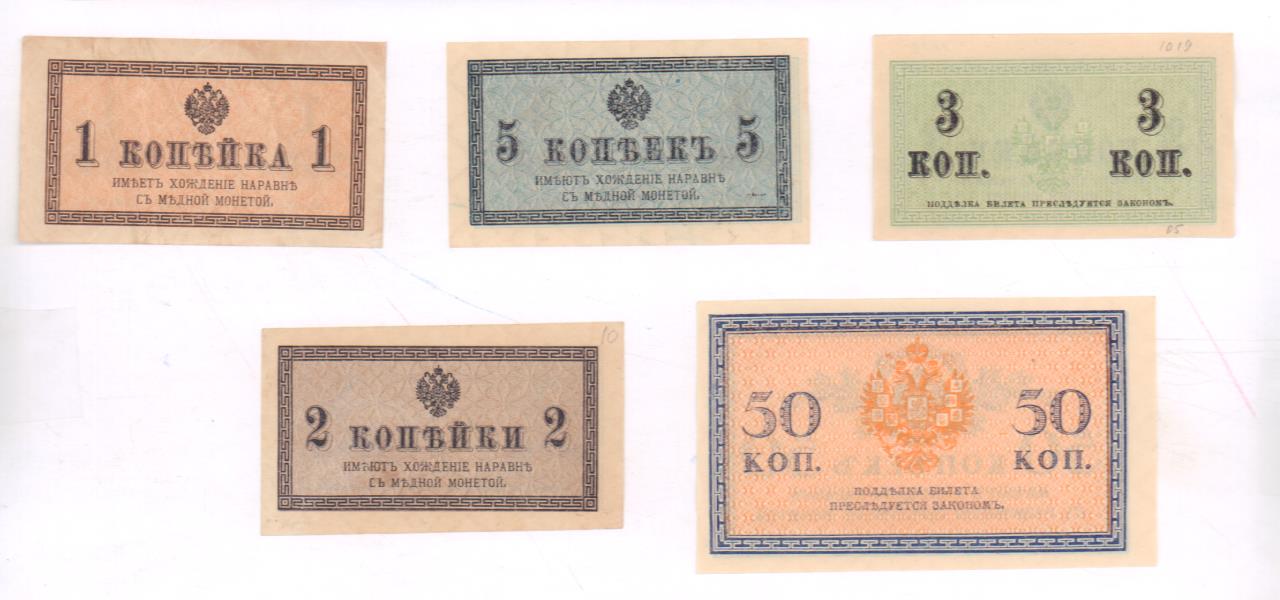 1 КОПѢЙКА 1
ИМѢЕТЪ ХОЖДЕНІЕ НАРАВНѢ
СЪ МѢДНОЙ МОНЕТОЙ.
5 КОПѢЕКЪ 5
ИМѢЮТЪ ХОЖДЕНІЕ НАРАВНѢ
СЪ МѢДНОЙ МОНЕТОЙ.
1019
3 3
КОП. КОП.
ПОДДѢЛКА БИЛЕТА ПРЕСЛѢДУЕТСЯ ЗАКОНОМЪ.
85
10
2 КОПѢЙКИ 2
ИМѢЮТЪ ХОЖДЕНІЕ НАРАВНѢ
СЪ МѢДНОЙ МОНЕТОЙ.
50 50
КОП. КОП.
ПОДДѢЛКА БИЛЕТА
ПРЕСЛѢДУЕТСЯ ЗАКОНОМЪ.